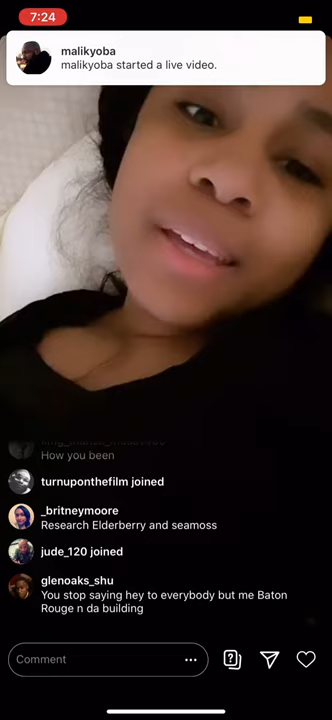 7:24
malikyoba
malikyoba started a live video.
How you been
turnuponthefilm joined
_britneymoore
Research Elderberry and seamoss
jude_120 joined
glenoaks_shu
You stop saying hey to everybody but me Baton
Rouge n da building
Comment